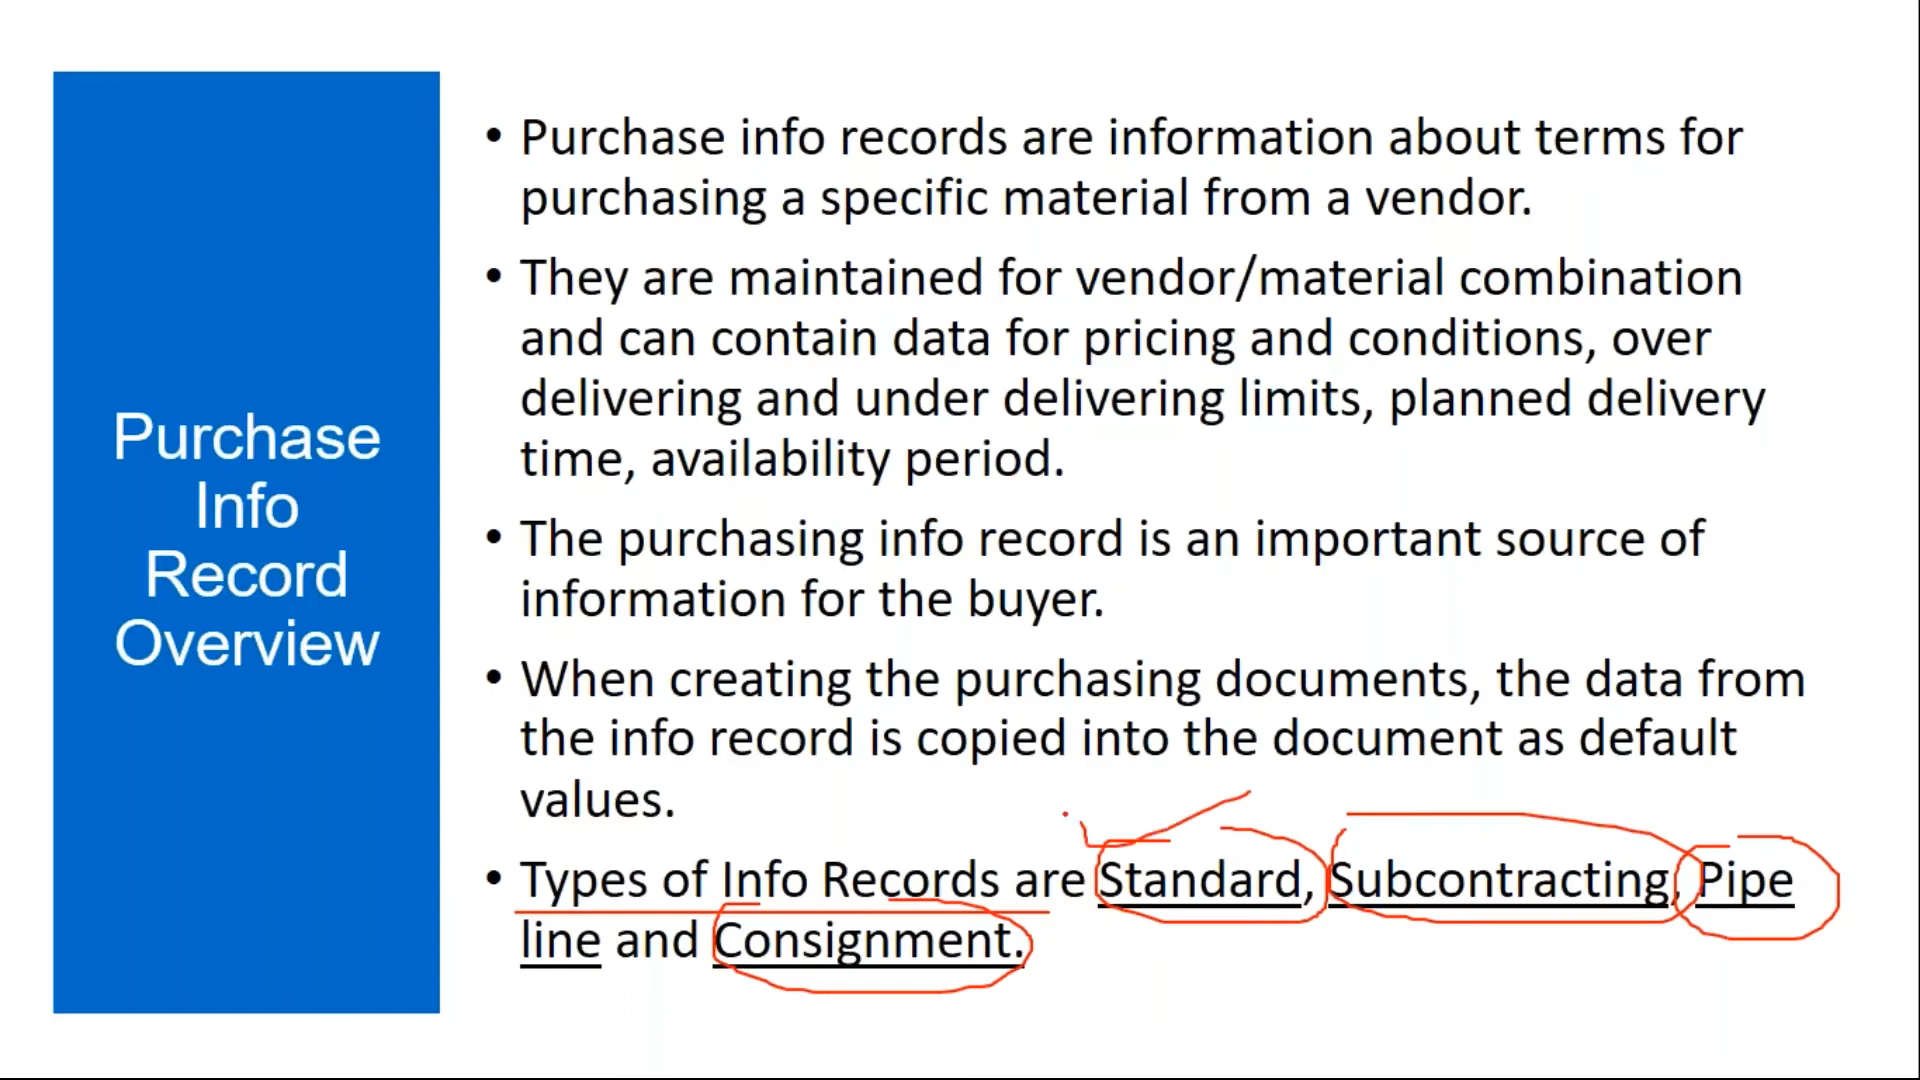 Purchase
Info
Record
Overview
• Purchase info records are information about terms for
purchasing a specific material from a vendor.
• They are maintained for vendor/material combination
and can contain data for pricing and conditions, over
delivering and under delivering limits, planned delivery
time, availability period.
• The purchasing info record is an important source of
information for the buyer.
• When creating the purchasing documents, the data from
the info record is copied into the document as default
values.
• Types of Info Records are Standard, Subcontracting, Pipe
line and Consignment.